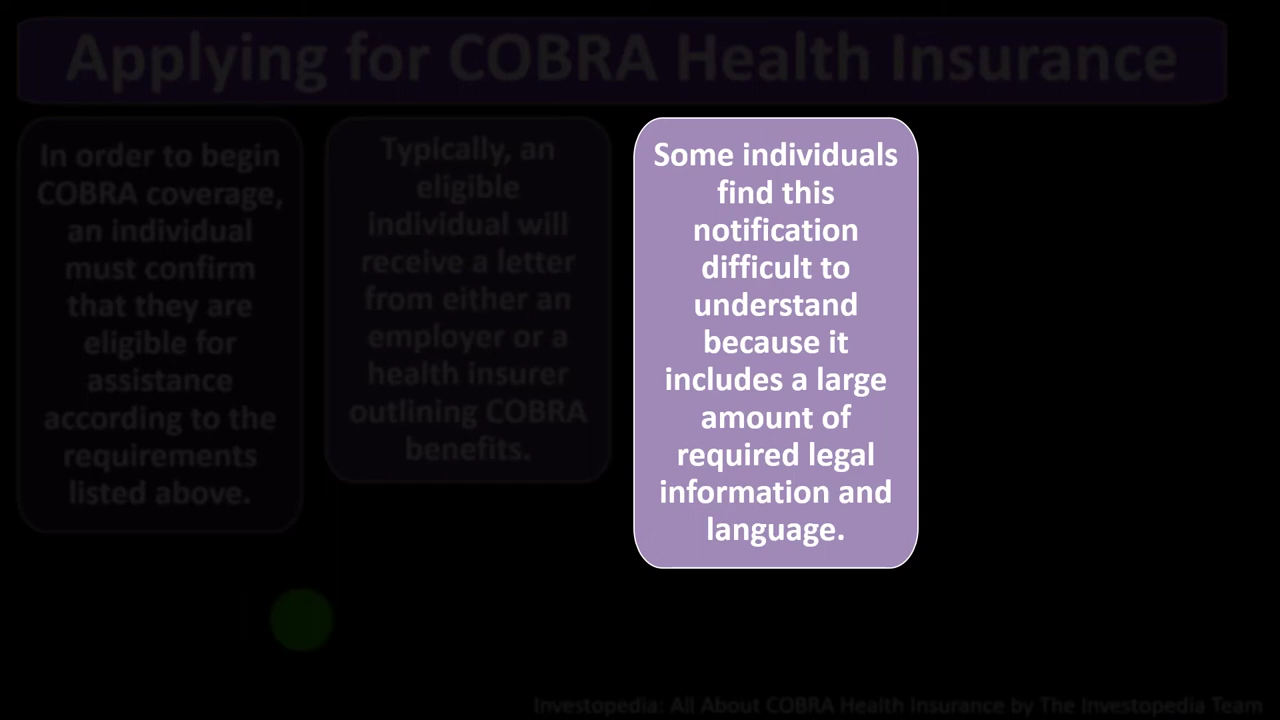 Applying for COBRA Health Insurance
In order to begin
COBRA coverage,
an individual
must confirm
that they are
eligible for
assistance
according to the
requirements
listed above.
Typically, an
eligible
individual will
receive a letter
from either an
employer or a
health insurer
outlining COBRA
benefits.
Some individuals
find this
notification
difficult to
understand
because it
includes a large
amount of
required legal
information and
language.
Investopedia: All About COBRA Health Insurance by The Investopedia Team